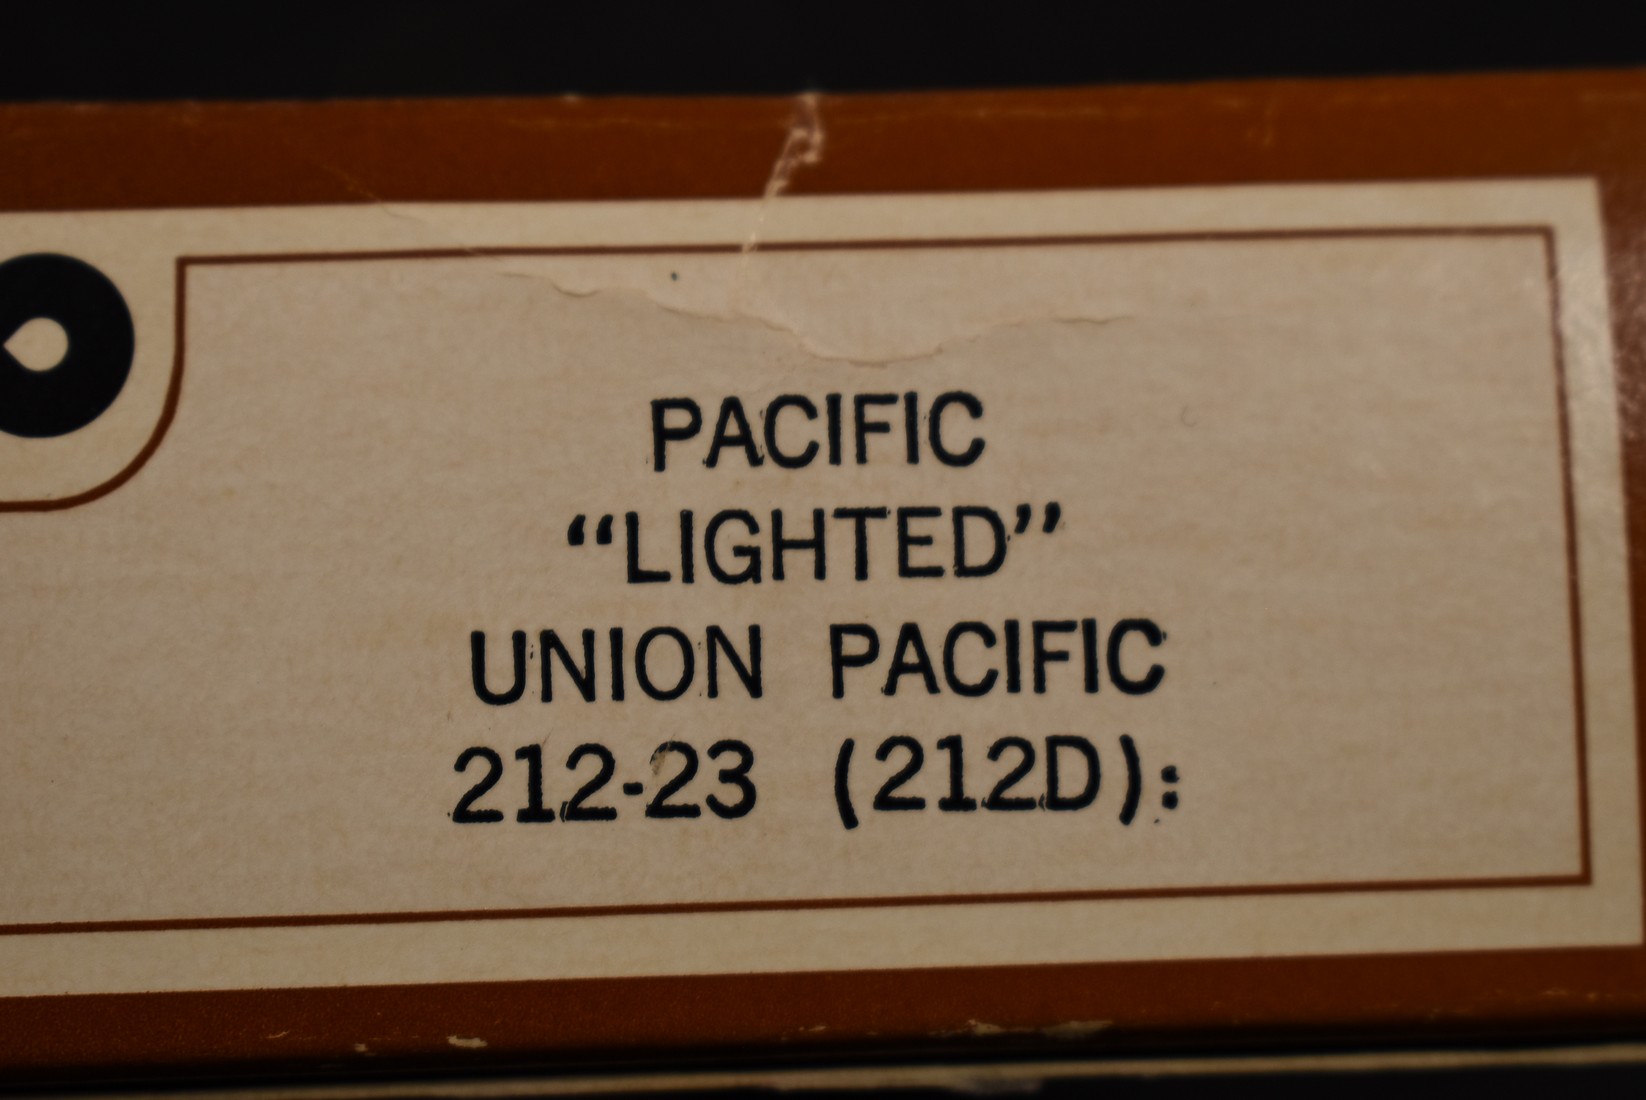 PACIFIC
“LIGHTED”
UNION PACIFIC
212-23 (212D):